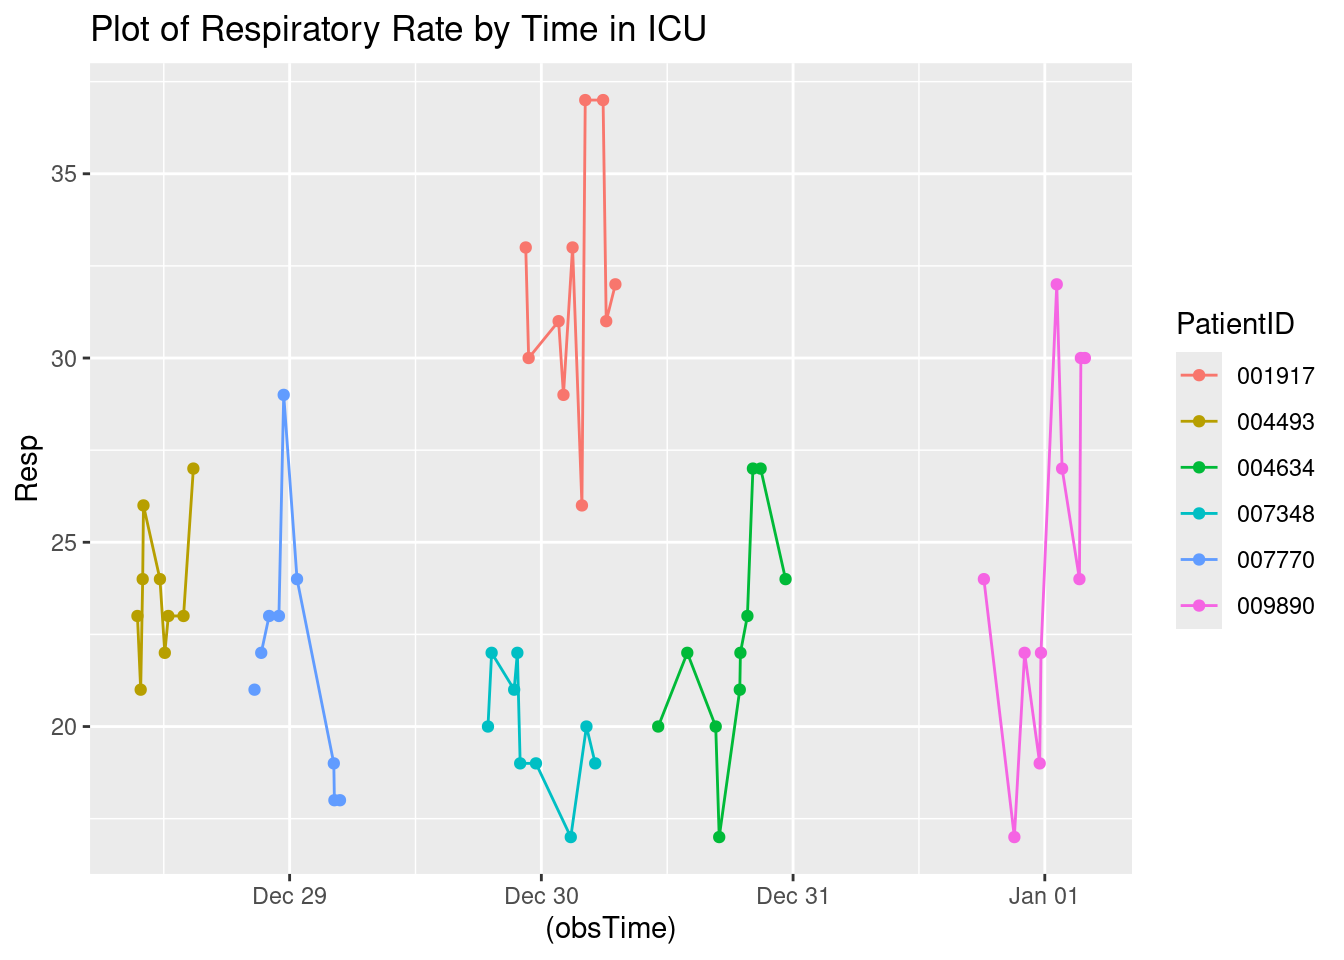 Plot of Respiratory Rate by Time in ICU
Resp
35
30
25
20
Dec 29
Dec 30
Dec 31
Jan 01
(obsTime)
PatientID
001917
004493
004634
007348
007770
009890